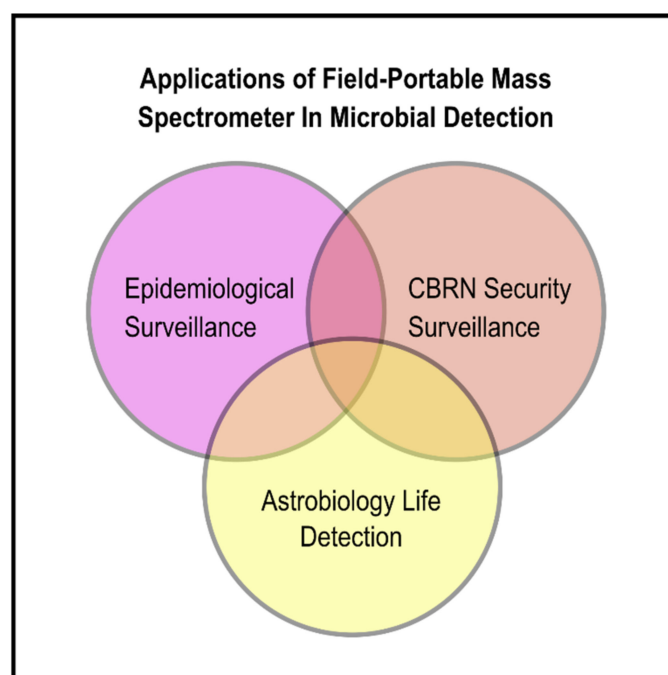 Applications of Field-Portable Mass
Spectrometer In Microbial Detection
Epidemiological
Surveillance
CBRN Security
Surveillance
Astrobiology Life
Detection